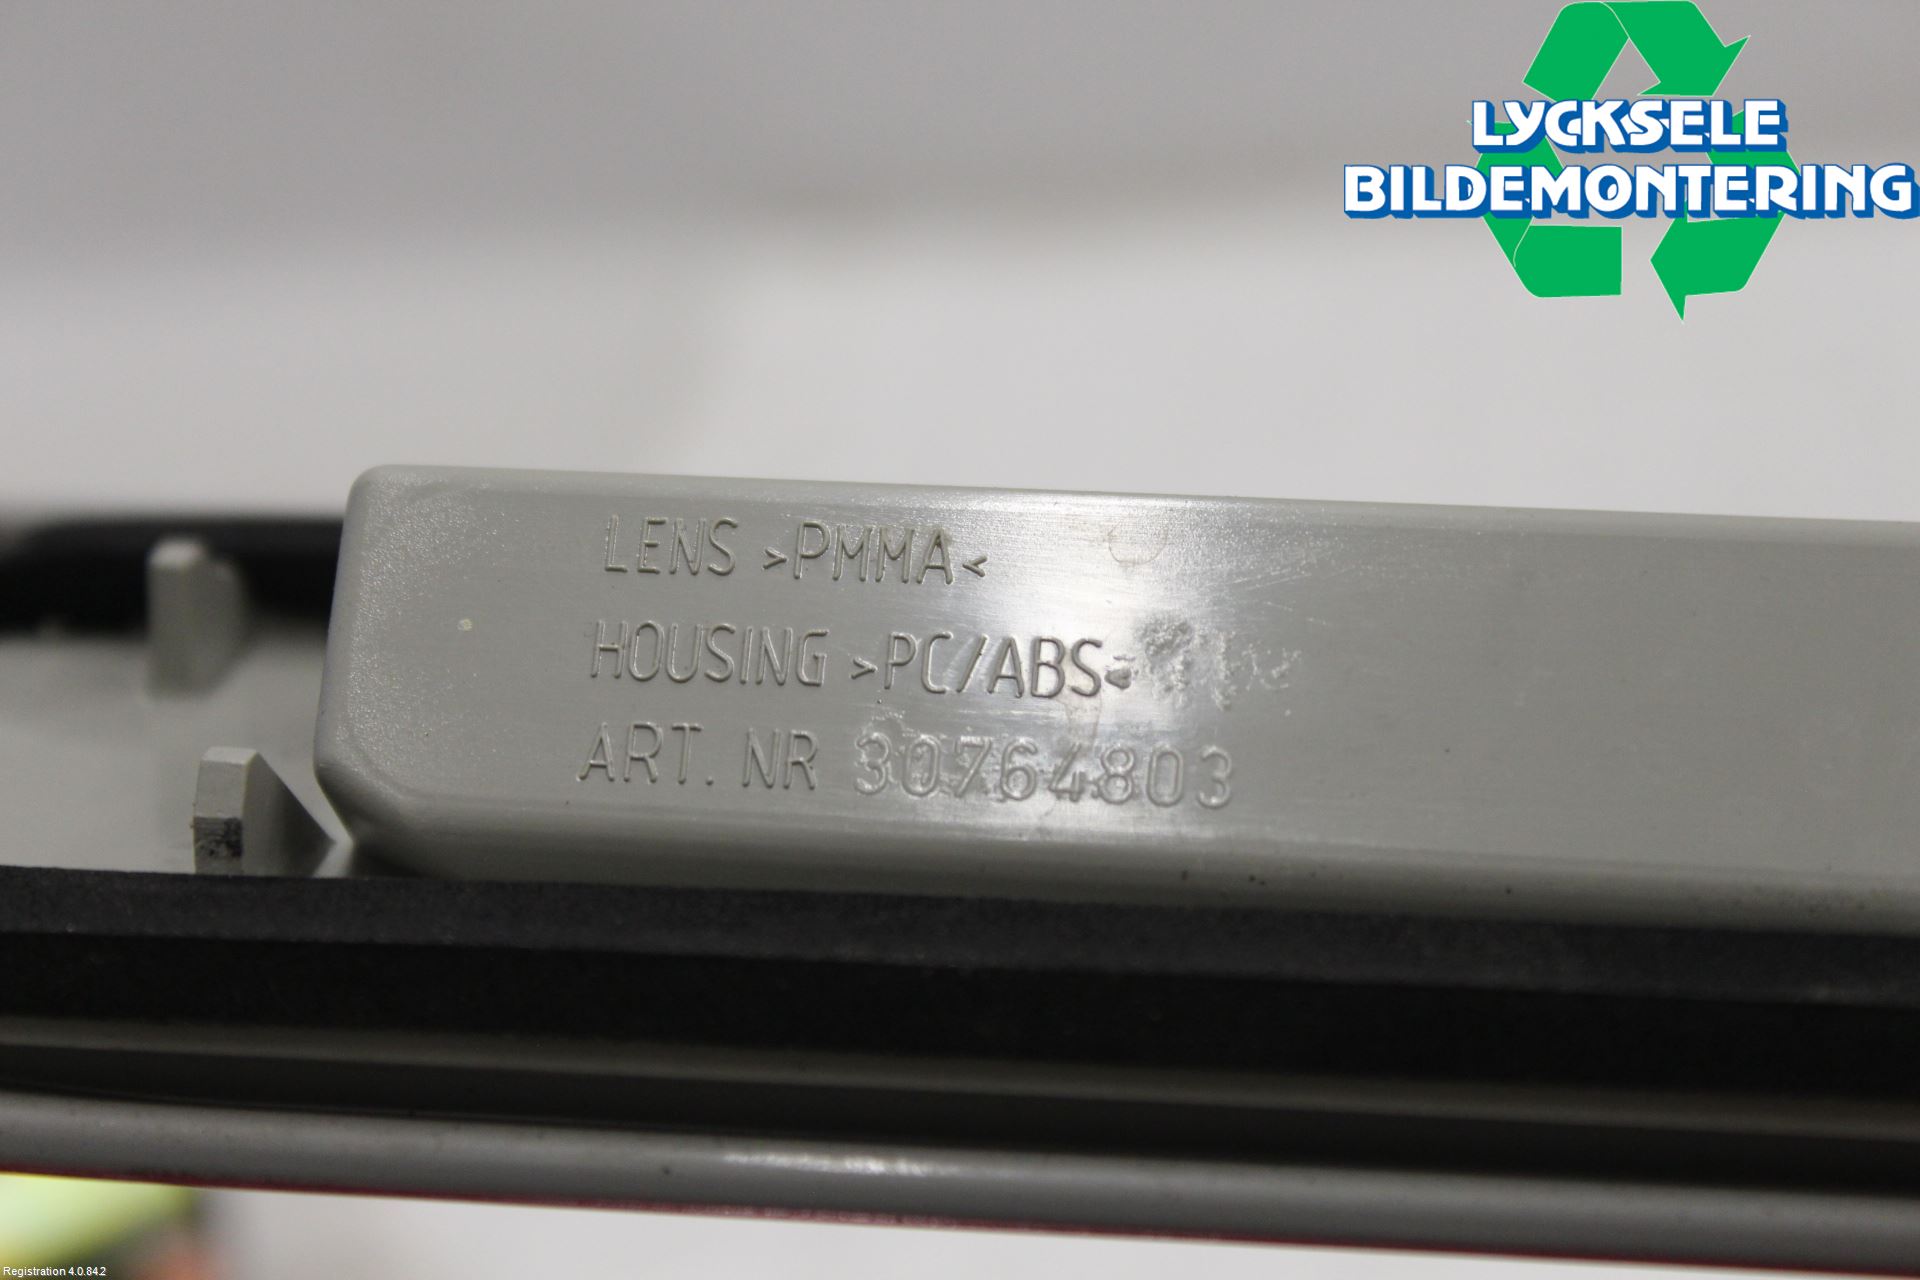 LYCKSELE
BILDEMONTERING
LENS >PMMA<
HOUSING >PC/ABS<
ART. NR 30764803
Registration 4.0.84.2